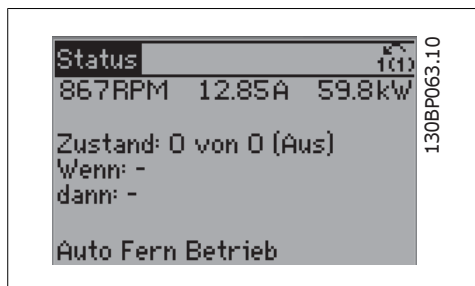 Status 1(1)
867RPM 12.85A 59.8kW
Zustand: 0 von 0 (Aus)
Wenn: -
dann: -
Auto Fern Betrieb
130BP063.10